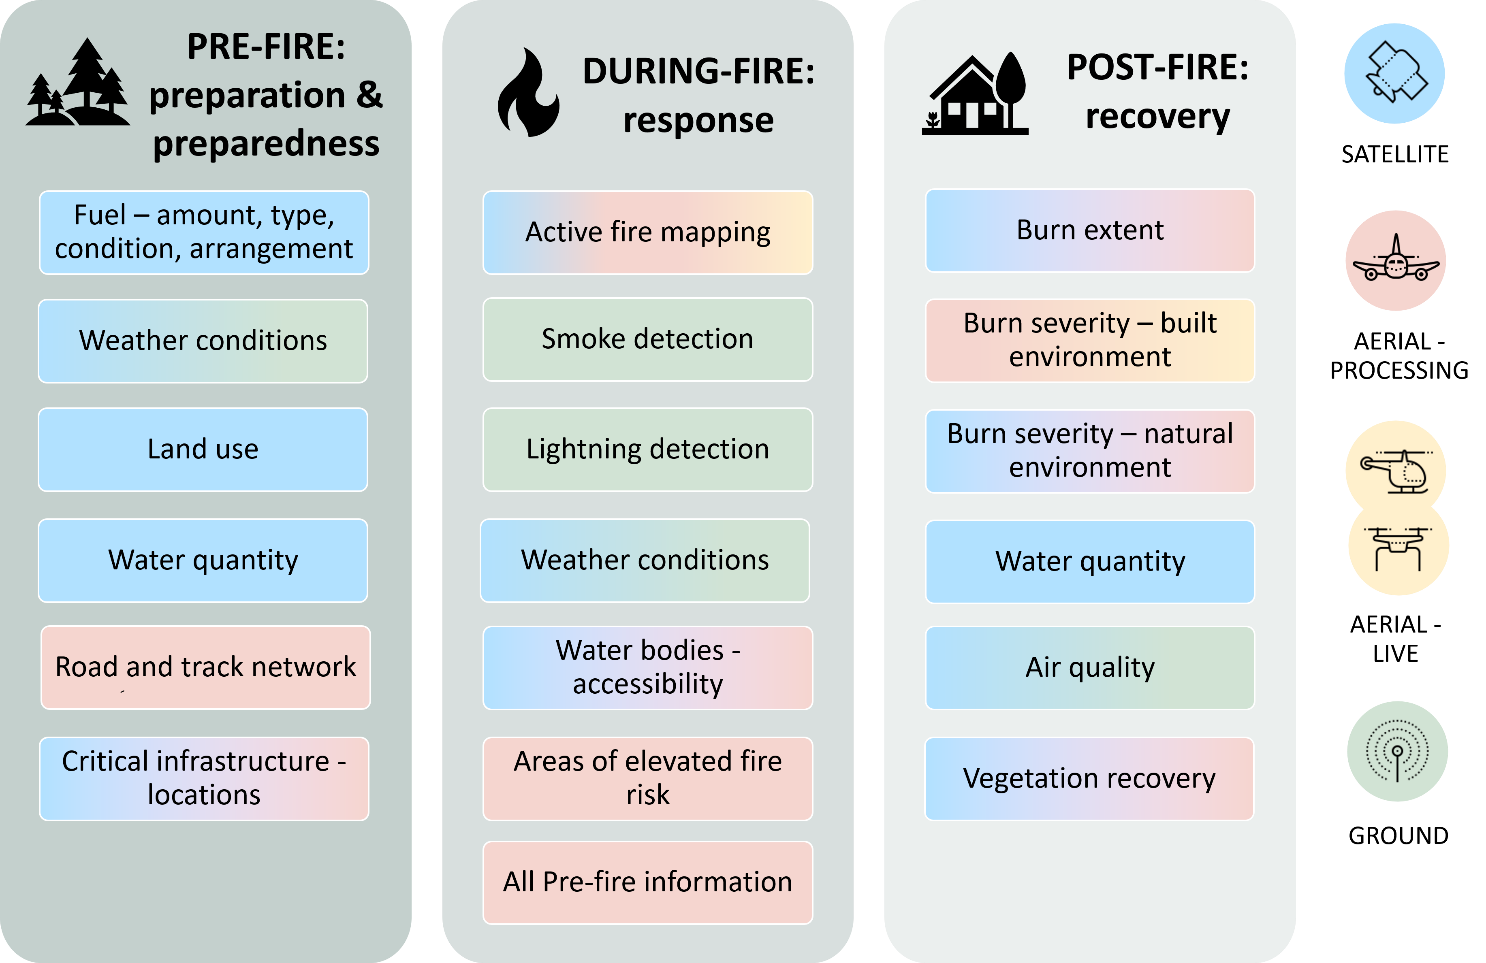 PRE-FIRE:
preparation &
preparedness
Fuel – amount, type,
condition, arrangement
Weather conditions
Land use
Water quantity
Road and track network
Critical infrastructure -
locations
DURING-FIRE:
response
Active fire mapping
Smoke detection
Lightning detection
Weather conditions
Water bodies -
accessibility
Areas of elevated fire
risk
All Pre-fire information
POST-FIRE:
recovery
Burn extent
Burn severity – built
environment
Burn severity – natural
environment
Water quantity
Air quality
Vegetation recovery
SATELLITE
AERIAL -
PROCESSING
AERIAL -
LIVE
GROUND